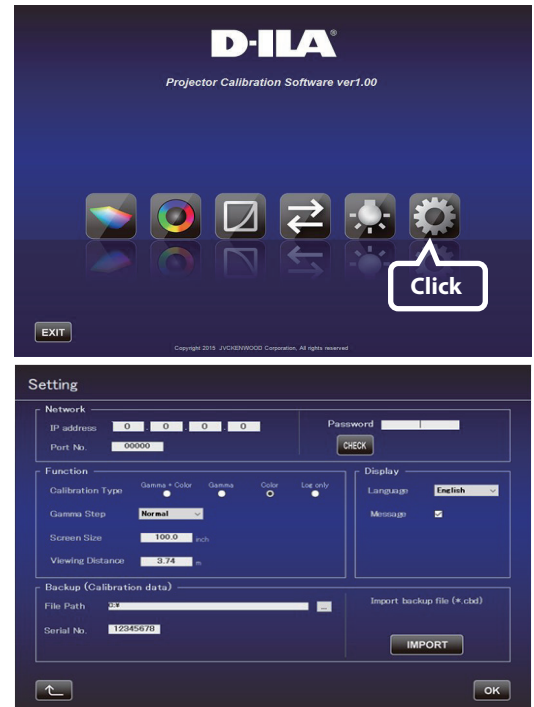 D-ILA®
Projector Calibration Software ver1.00
Click
EXIT
Copyright 2015 JVCKENWOOD Corporation, All rights reserved
Setting
Network
IP address 0 . 0 . 0 . 0
Password
Port No. 00000
CHECK
Function
Display
Calibration Type Gamma + Color Gamma Color Log only
Language English
Gamma Step Normal
Message
Screen Size 100.0 inch
Viewing Distance 3.74 m
Backup (Calibration data)
File Path D:¥ ...
Import backup file (*.cbd)
Serial No. 12345678
IMPORT
OK